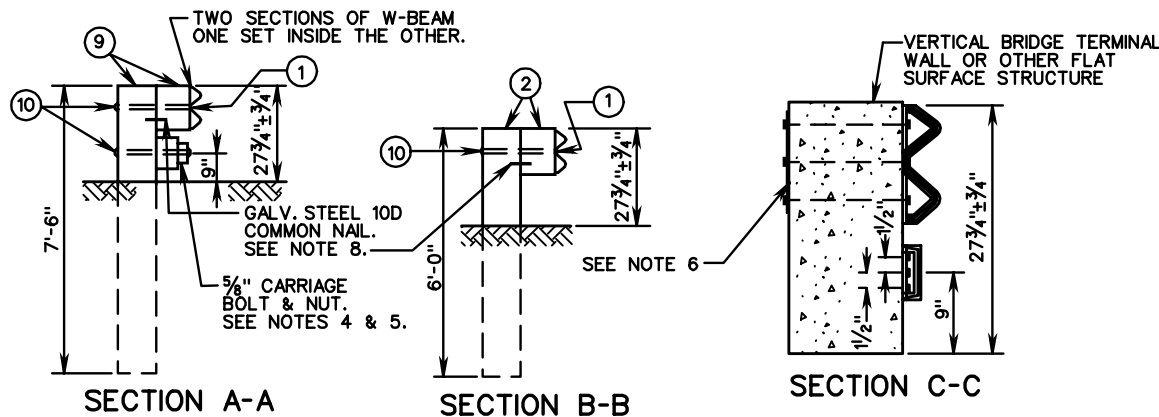 TWO SECTIONS OF W-BEAM
ONE SET INSIDE THE OTHER.
9
1
10
7'-6"
27¾"±¾"
9"
GALV. STEEL 10D
COMMON NAIL.
SEE NOTE 8.
⅝" CARRIAGE
BOLT & NUT.
SEE NOTES 4 & 5.
SECTION A-A
2
1
10
6'-0"
27¾"±¾"
SECTION B-B
VERTICAL BRIDGE TERMINAL
WALL OR OTHER FLAT
SURFACE STRUCTURE
SEE NOTE 6
1½"
1½"
9"
27¾"±¾"
SECTION C-C